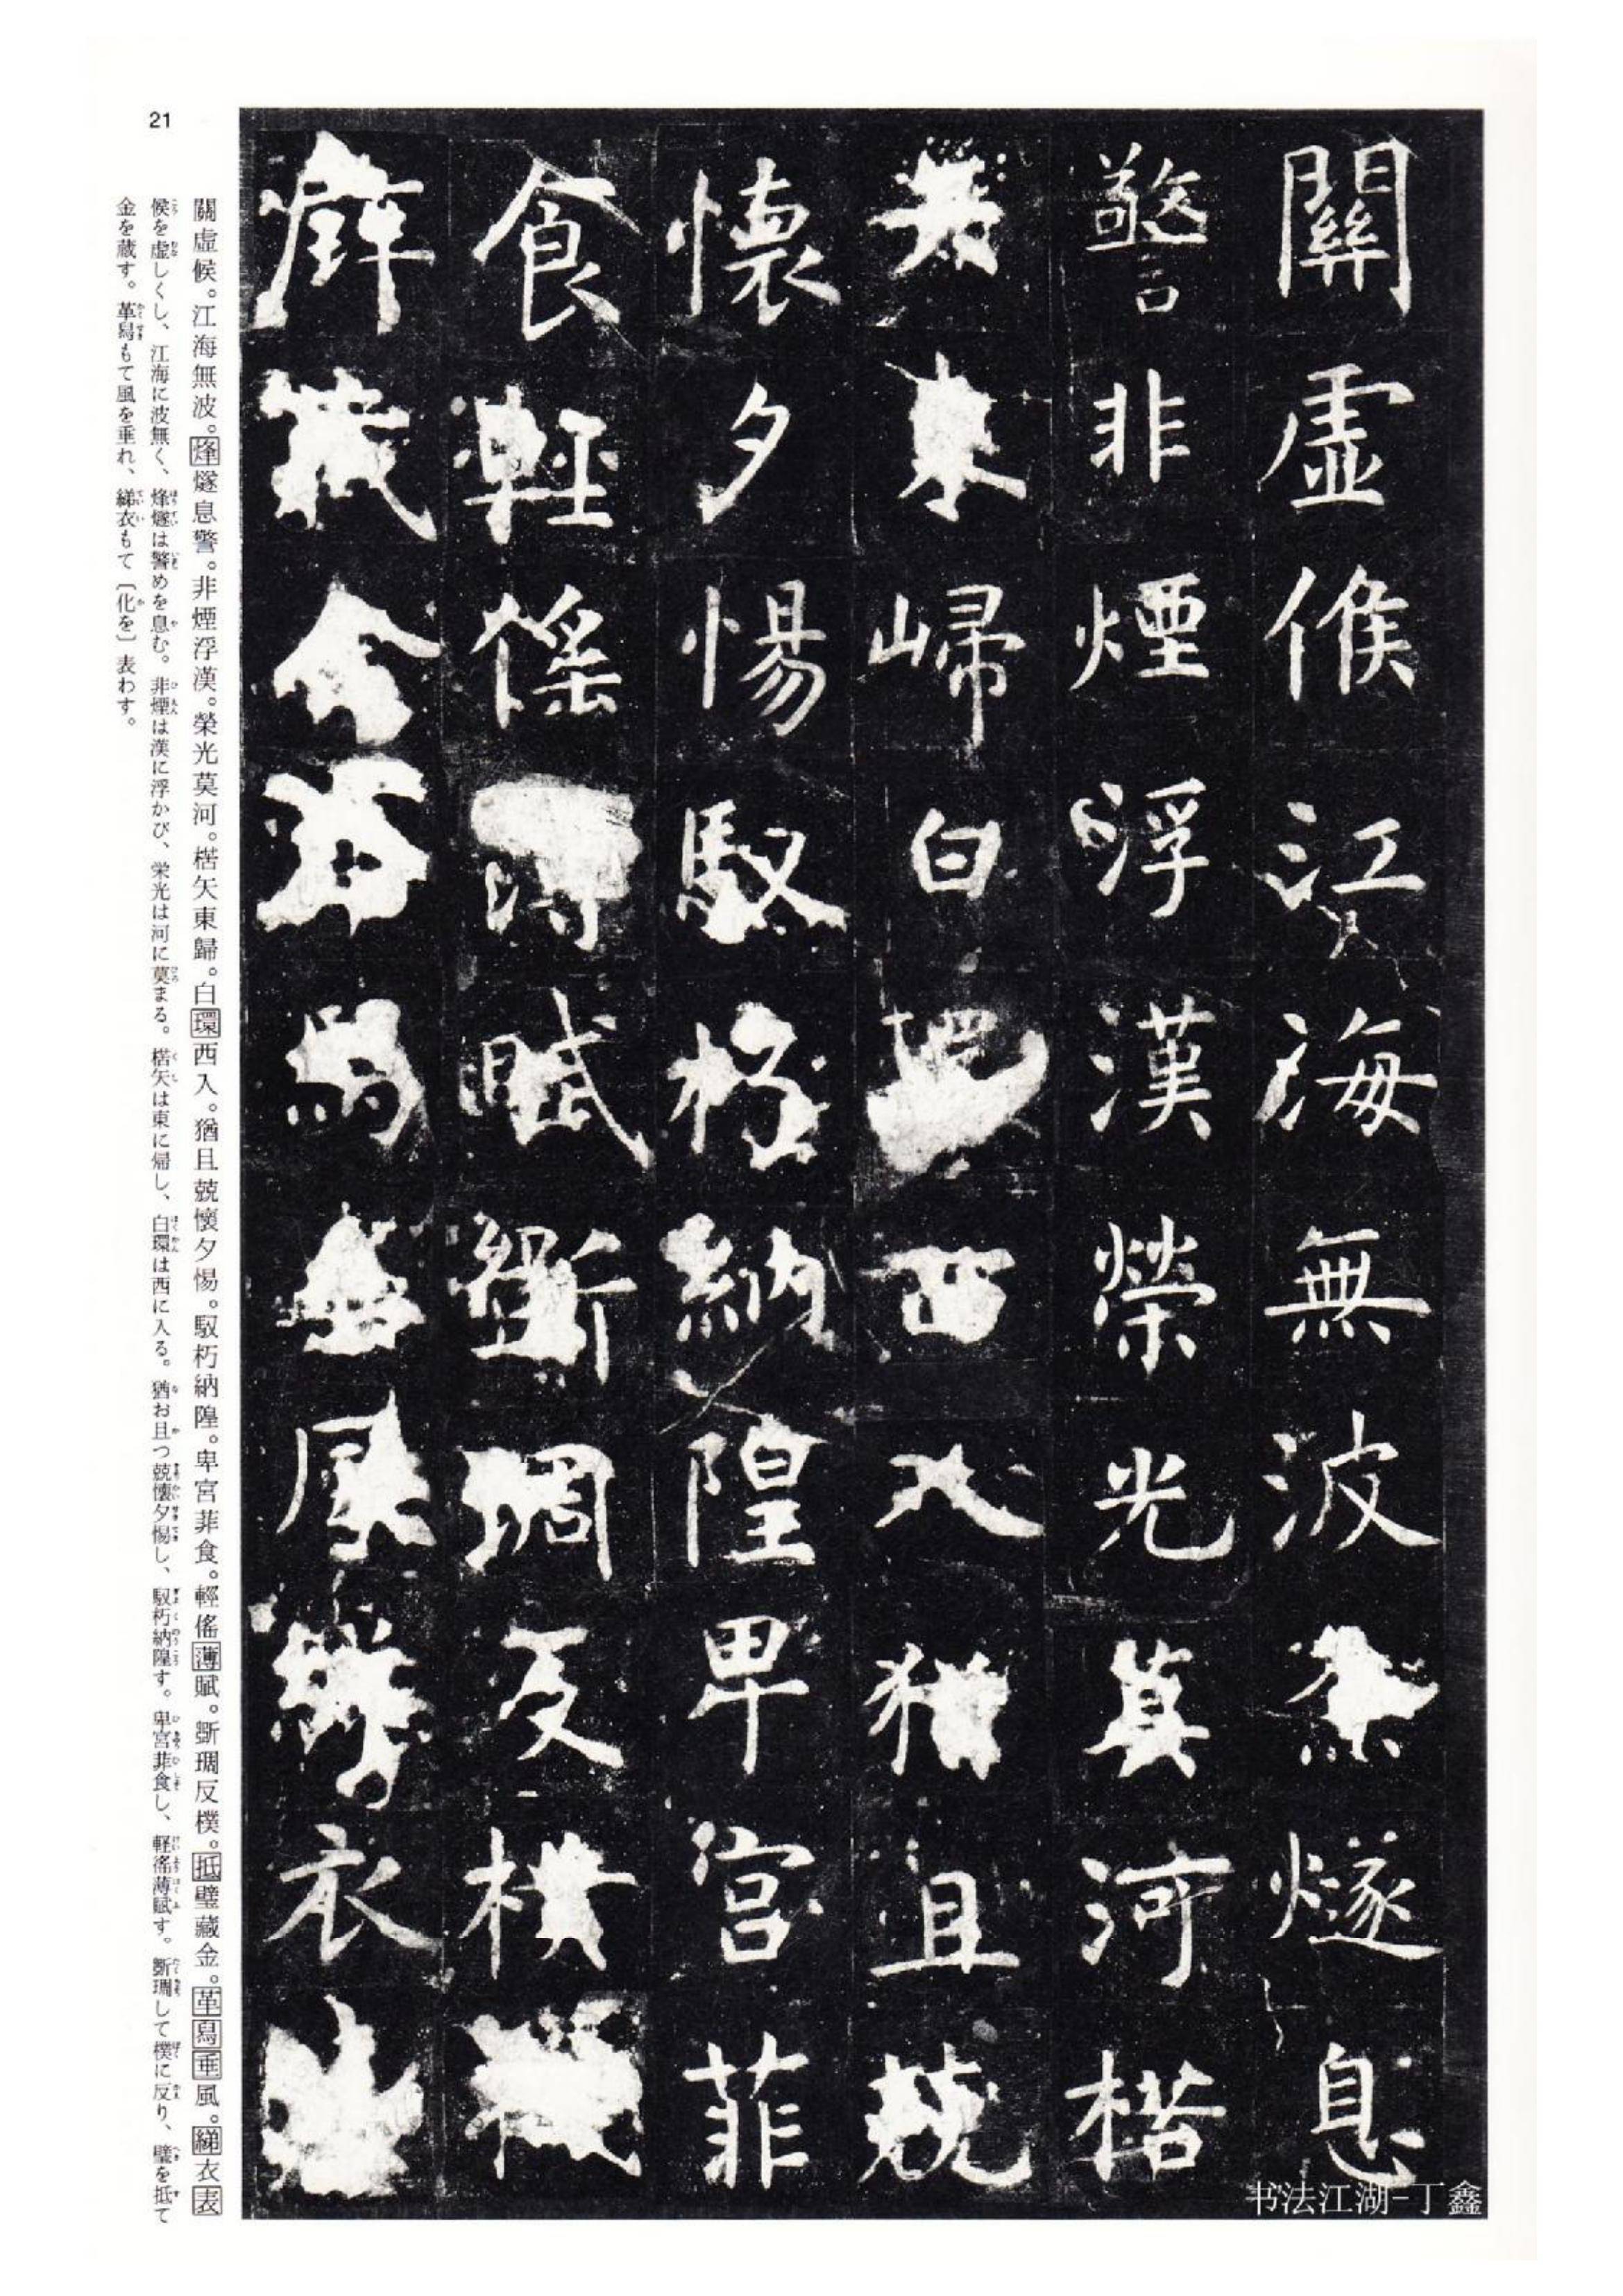 關虛候江海無波烽燧息
警非煙浮漢榮光莫河楛
矢東歸白環西入猶且兢
懷夕惕馭朽納隍卑宮菲
食輕傜薄賦斲琱反樸抵
璧藏金革舄垂風綈衣表
關虛候。江海無波。烽燧息警。非煙浮漢。榮光莫河。楛矢東歸。白環西入。猶且兢懷夕惕。馭朽納隍。卑宮菲食。輕傜薄賦。斲琱反樸。抵璧藏金。革舄垂風。綈衣表
候を虚しくし、江海に波無く、烽燧は警めを息む。非煙は漢に浮かび、栄光は河に莫まる。楛矢は東に帰し、白環は西に入る。猶お且つ兢懐夕惕し、馭朽納隍す。卑宮菲食し、軽傜薄賦す。斲琱して樸に反り、璧を抵て
金を蔵す。革舄もて風を垂れ、綈衣もて〔化を〕表わす。
21
书法江湖-丁鑫